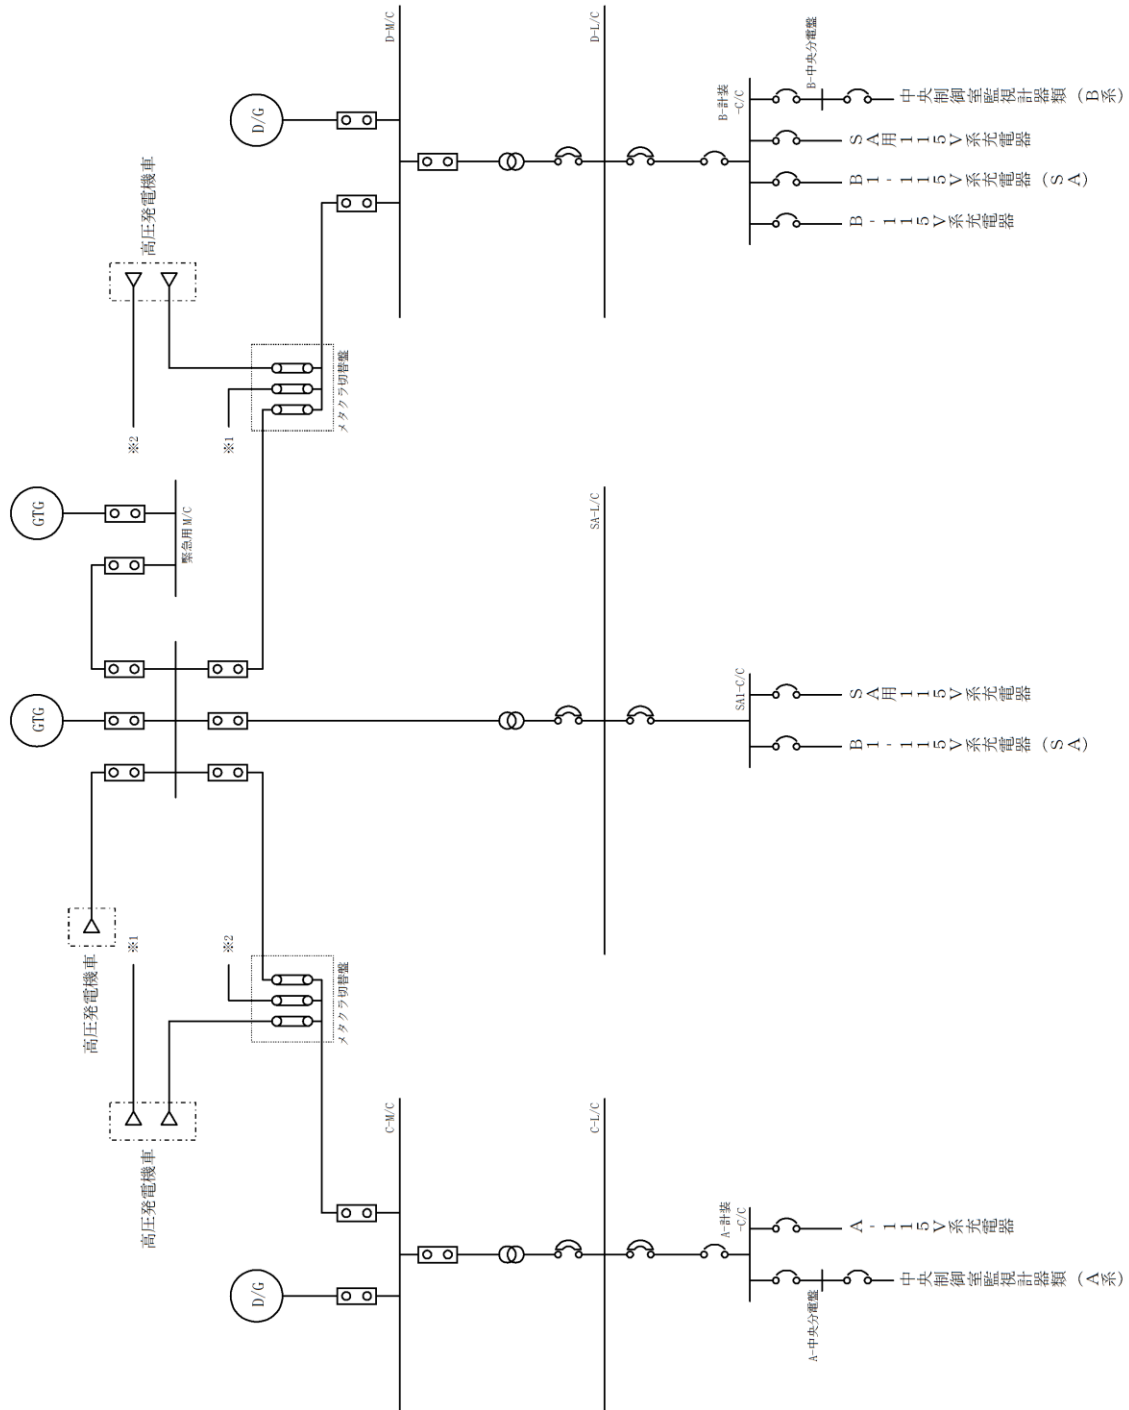 GTG
GTG
緊急用 M/C
高圧発電機車
高圧発電機車
高圧発電機車
※1
※2
※2
※1
メタクラ切替盤
メタクラ切替盤
D/G
D/G
C-M/C
D-M/C
C-L/C
SA-L/C
D-L/C
A-計装
-C/C
SA1-C/C
B-計装
-C/C
A-中央分電盤
B-中央分電盤
中央制御室監視計器類（A系）
A-115V系充電器
B1-115V系充電器（SA）
SA用115V系充電器
B-115V系充電器
B1-115V系充電器（SA）
SA用115V系充電器
中央制御室監視計器類（B系）